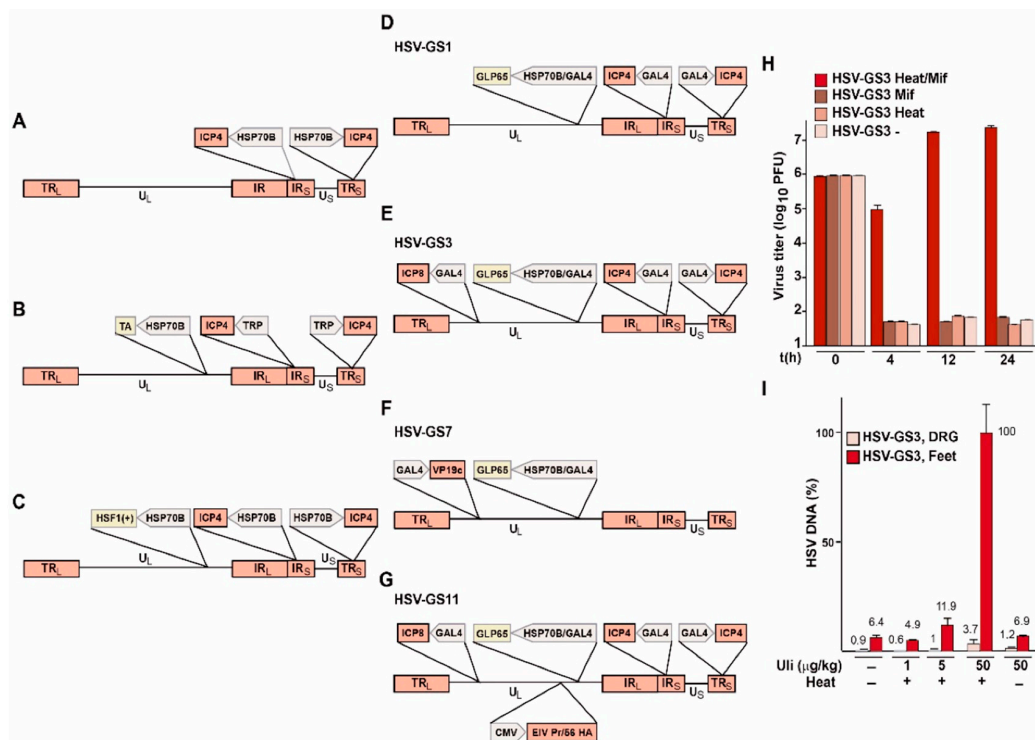 A
ICP4 HSP70B HSP70B ICP4
TRL UL IR IRS US TRS
B
TA HSP70B ICP4 TRP TRP ICP4
TRL UL IRL IRS US TRS
C
HSF1(+) HSP70B ICP4 HSP70B HSP70B ICP4
TRL UL IRL IRS US TRS
D
HSV-GS1
GLP65 HSP70B/GAL4 ICP4 GAL4 GAL4 ICP4
TRL UL IRL IRS US TRS
E
HSV-GS3
ICP8 GAL4 GLP65 HSP70B/GAL4 ICP4 GAL4 GAL4 ICP4
TRL UL IRL IRS US TRS
F
HSV-GS7
GAL4 VP19c GLP65 HSP70B/GAL4
TRL UL IRL IRS US TRS
G
HSV-GS11
ICP8 GAL4 GLP65 HSP70B/GAL4 ICP4 GAL4 GAL4 ICP4
TRL UL IRL IRS US TRS
CMV EIV Pr/56 HA
H
HSV-GS3 Heat/Mif
HSV-GS3 Mif
HSV-GS3 Heat
HSV-GS3 -
Virus titer (log10 PFU)
7
6
5
4
3
2
1
t(h) 0 4 12 24
I
HSV-GS3, DRG
HSV-GS3, Feet
HSV DNA (%)
100
50
0.9 6.4 0.6 4.9 1 11.9 3.7 100 1.2 6.9
Uli (µg/kg) – 1 5 50 50
Heat – + + + –